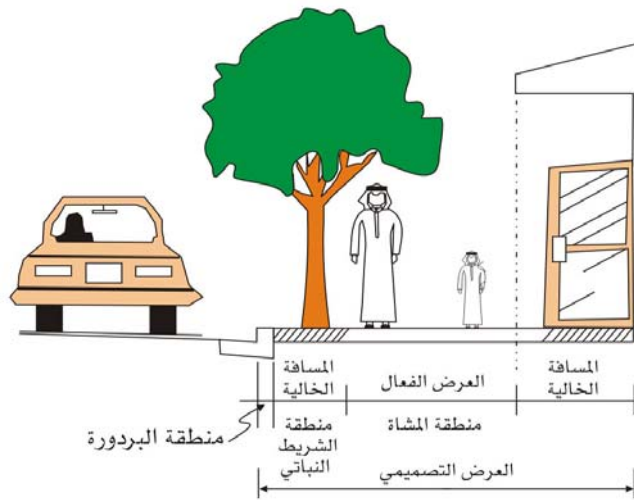 المسافة
الخالية
العرض الفعال
المسافة
الخالية
منطقة المشاة
منطقة
الشريط
النباتي
منطقة البردورة
العرض التصميمي